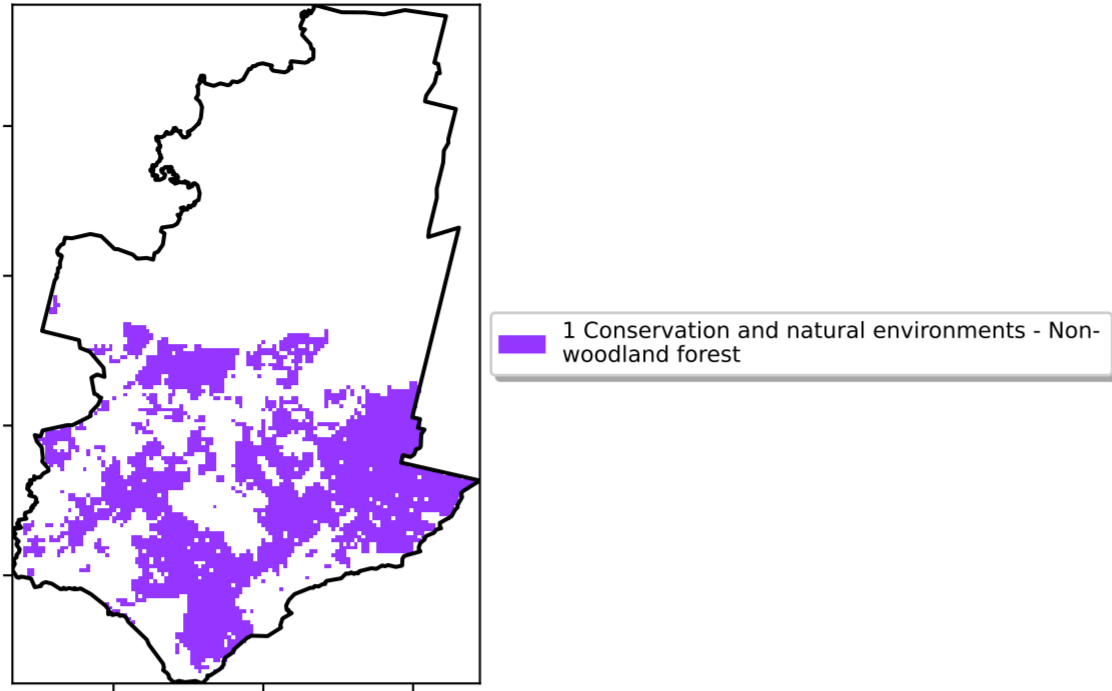 1 Conservation and natural environments - Non-
woodland forest